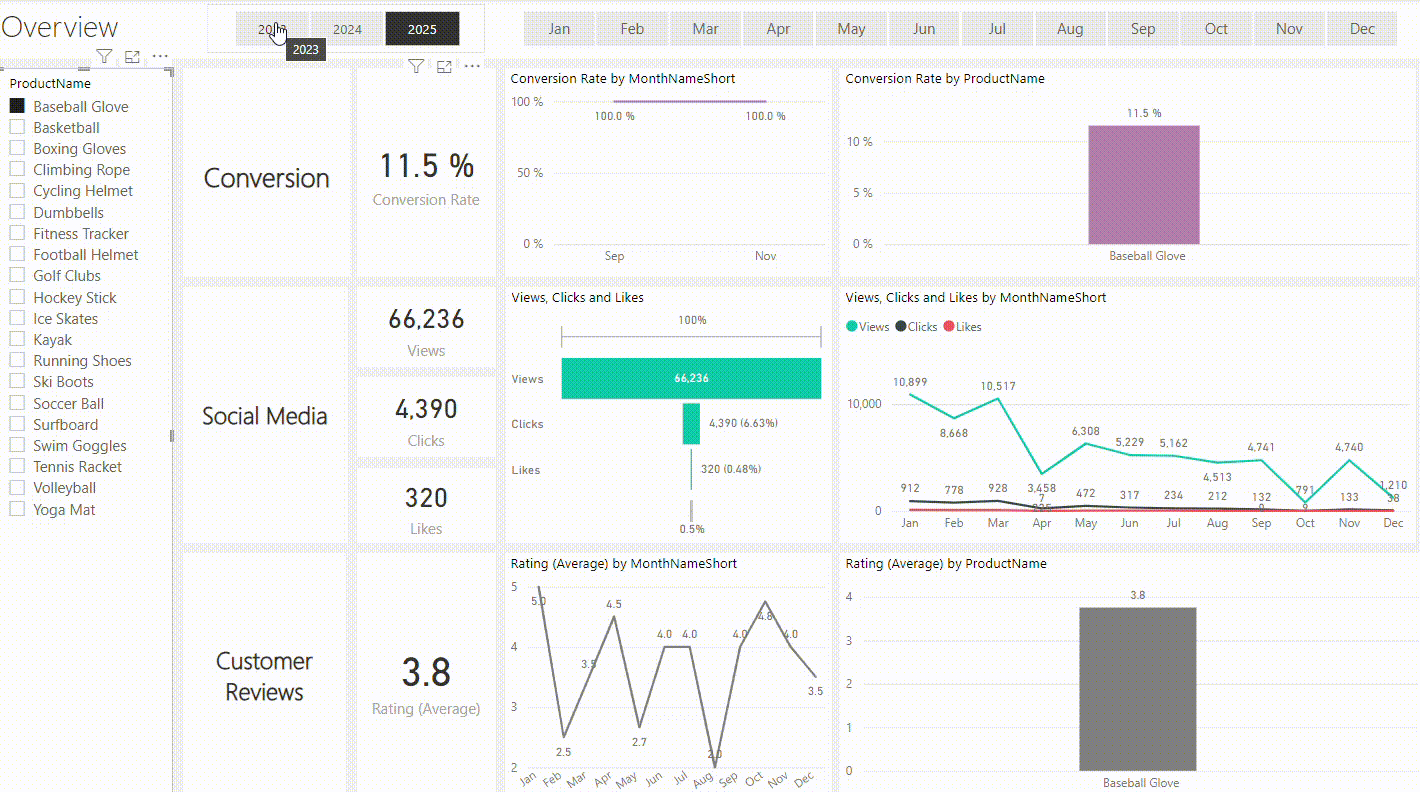 Overview
2023
2024
2025
2023
Jan Feb Mar Apr May Jun Jul Aug Sep Oct Nov Dec
ProductName
Baseball Glove
Basketball
Boxing Gloves
Climbing Rope
Cycling Helmet
Dumbbells
Fitness Tracker
Football Helmet
Golf Clubs
Hockey Stick
Ice Skates
Kayak
Running Shoes
Ski Boots
Soccer Ball
Surfboard
Swim Goggles
Tennis Racket
Volleyball
Yoga Mat
Conversion
11.5 %
Conversion Rate
Conversion Rate by MonthNameShort
100 %
100.0 % 100.0 %
50 %
0 %
Sep Nov
Conversion Rate by ProductName
11.5 %
10 %
5 %
0 %
Baseball Glove
Social Media
66,236
Views
4,390
Clicks
320
Likes
Views, Clicks and Likes
100%
Views 66,236
Clicks 4,390 (6.63%)
Likes 320 (0.48%)
0.5%
Views, Clicks and Likes by MonthNameShort
Views Clicks Likes
10,000
0
10,899 8,668 10,517 3,458 6,308 5,229 5,162 4,513 4,741 791 4,740 1,210
912 778 928 472 317 234 212 132 133 38
Jan Feb Mar Apr May Jun Jul Aug Sep Oct Nov Dec
Customer
Reviews
3.8
Rating (Average)
Rating (Average) by MonthNameShort
5
4
3
2
5.0 2.5 3.5 4.5 2.7 4.0 4.0 2.0 4.0 4.8 4.0 3.5
Jan Feb Mar Apr May Jun Jul Aug Sep Oct Nov Dec
Rating (Average) by ProductName
3.8
4
3
2
1
0
Baseball Glove